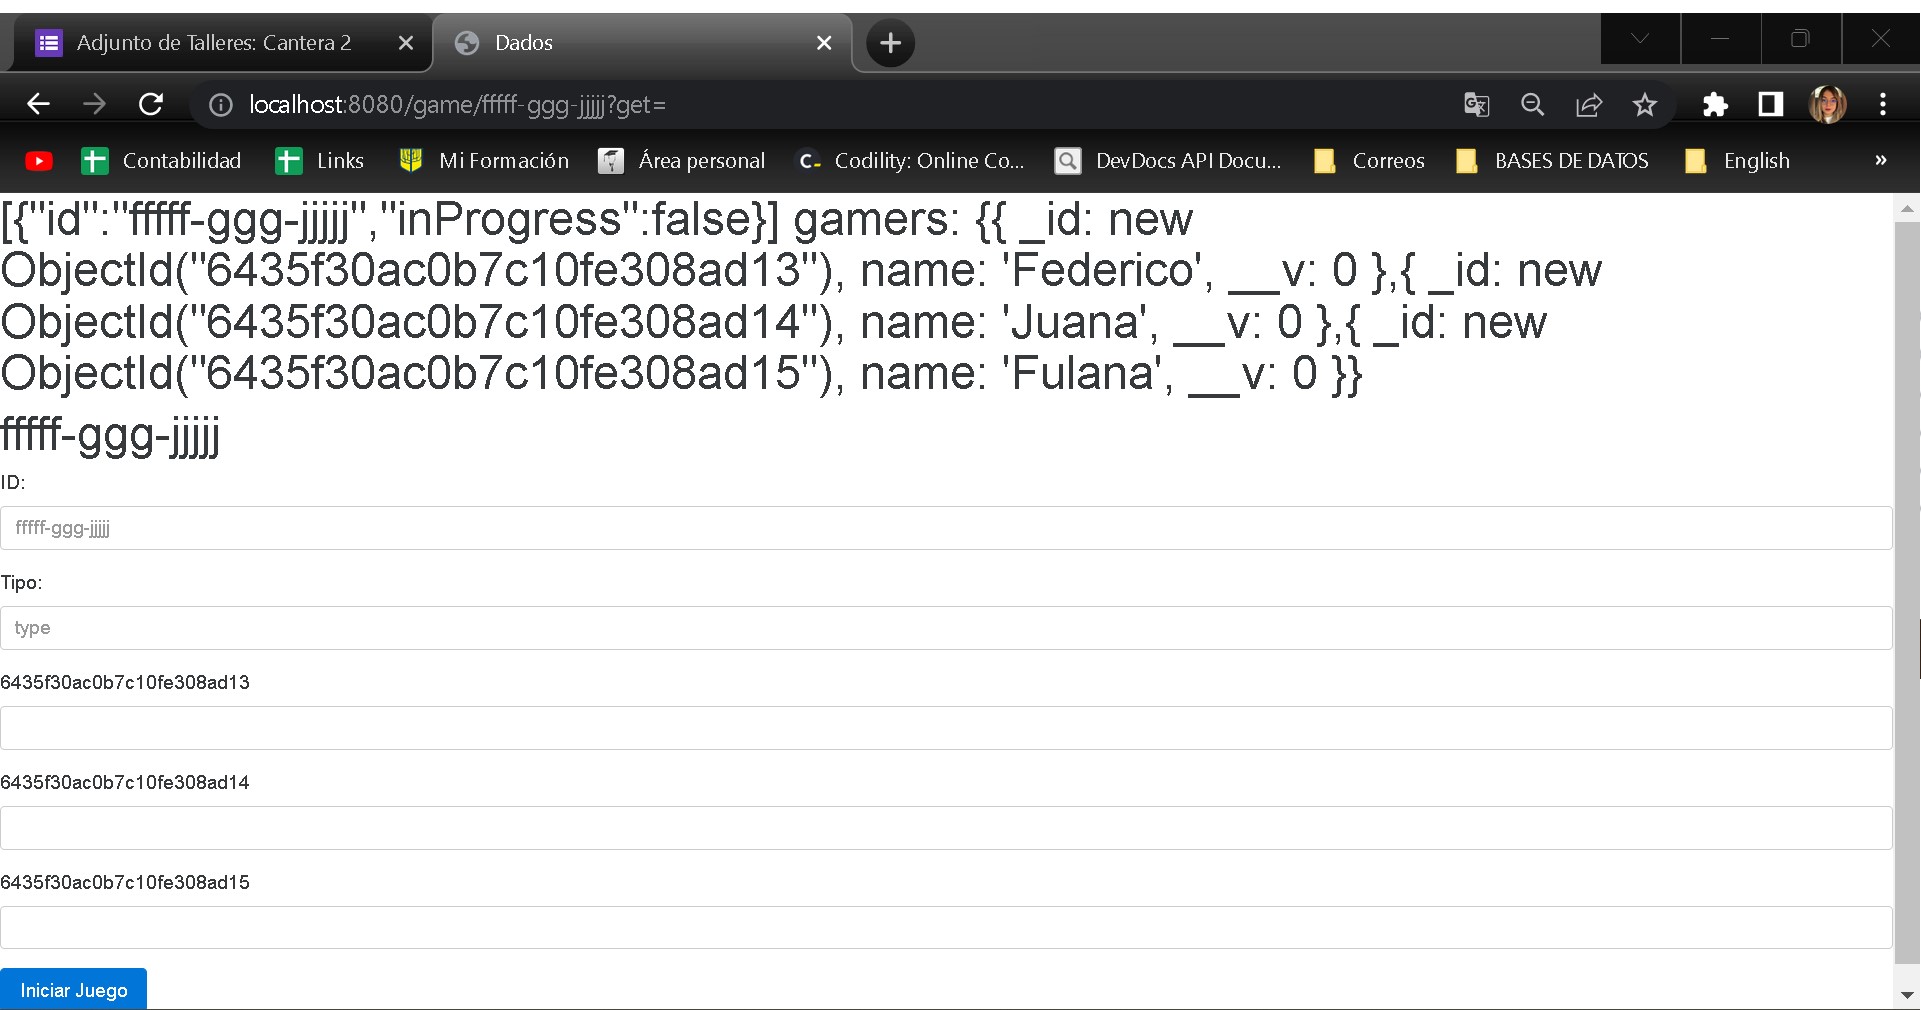 Adjunto de Talleres: Cantera 2
Dados
localhost:8080/game/fffff-ggg-jjjjj?get=
Contabilidad Links Mi Formación Área personal Codility: Online Co... DevDocs API Docu... Correos BASES DE DATOS English »
[{"id":"fffff-ggg-jjjjj","inProgress":false}] gamers: {{ _id: new
ObjectId("6435f30ac0b7c10fe308ad13"), name: 'Federico', __v: 0 },{ _id: new
ObjectId("6435f30ac0b7c10fe308ad14"), name: 'Juana', __v: 0 },{ _id: new
ObjectId("6435f30ac0b7c10fe308ad15"), name: 'Fulana', __v: 0 }}
fffff-ggg-jjjjj
ID:
fffff-ggg-jjjjj
Tipo:
type
6435f30ac0b7c10fe308ad13
6435f30ac0b7c10fe308ad14
6435f30ac0b7c10fe308ad15
Iniciar Juego